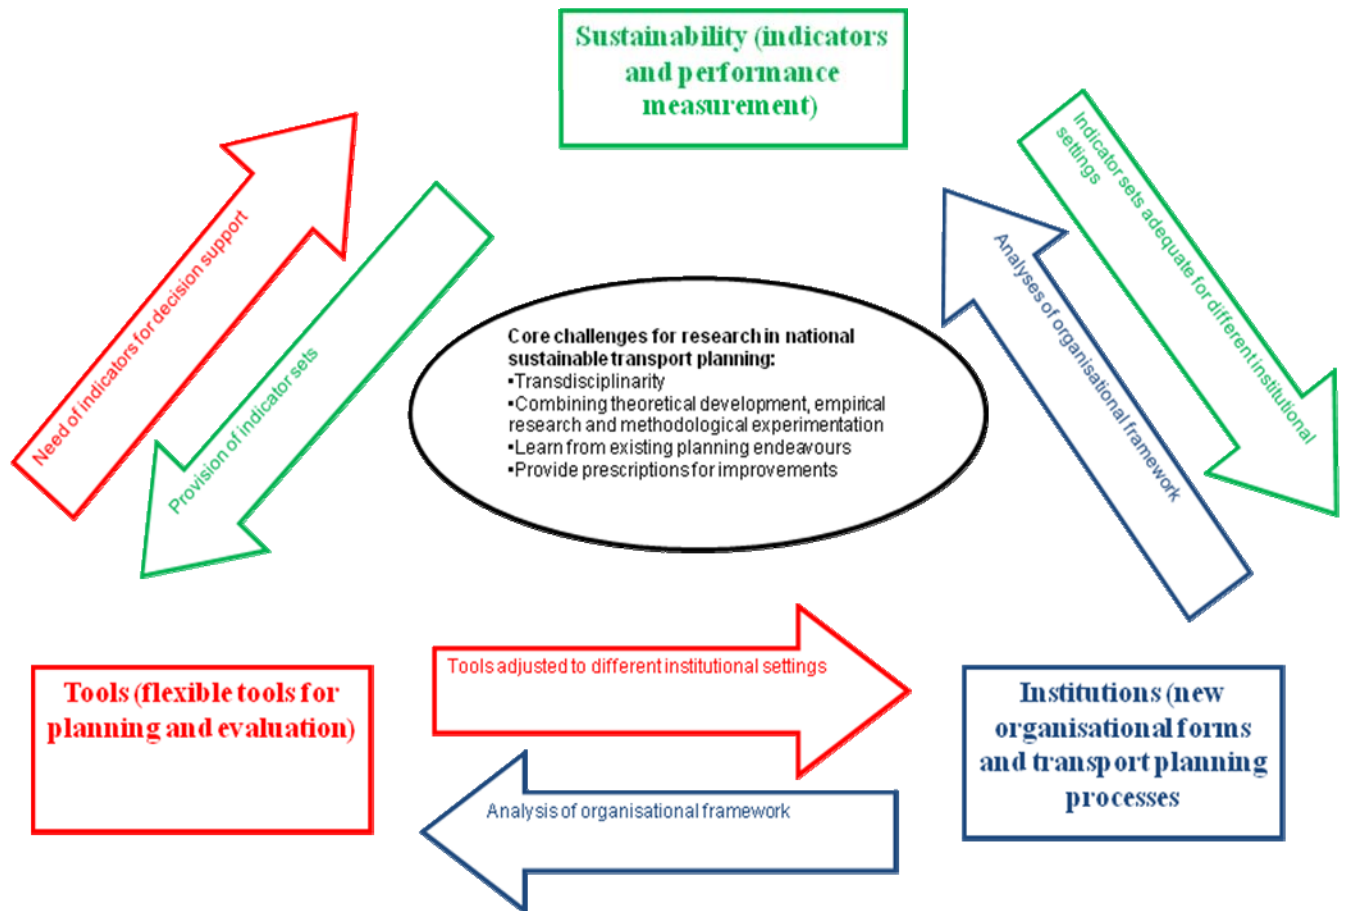 Sustainability (indicators
and performance
measurement)
Need of indicators for decision support
Provision of indicator sets
Indicator sets adequate for different institutional
settings
Analyses of organisational framework
Core challenges for research in national
sustainable transport planning:
▪Transdisciplinarity
▪Combining theoretical development, empirical
research and methodological experimentation
▪Learn from existing planning endeavours
▪Provide prescriptions for improvements
Tools (flexible tools for
planning and evaluation)
Tools adjusted to different institutional settings
Analysis of organisational framework
Institutions (new
organisational forms
and transport planning
processes